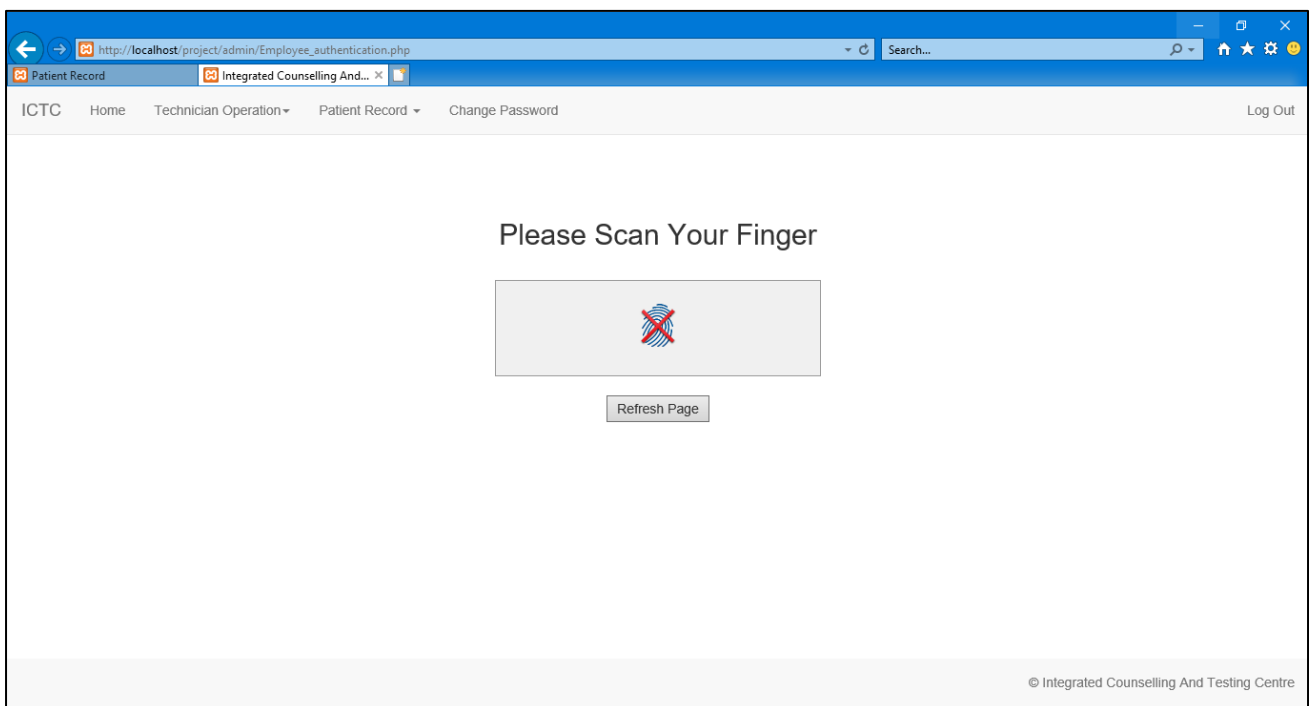 http://localhost/project/admin/Employee_authentication.php
Search...
Patient Record
Integrated Counselling And...
ICTC Home Technician Operation Patient Record Change Password Log Out
Please Scan Your Finger
Refresh Page
© Integrated Counselling And Testing Centre